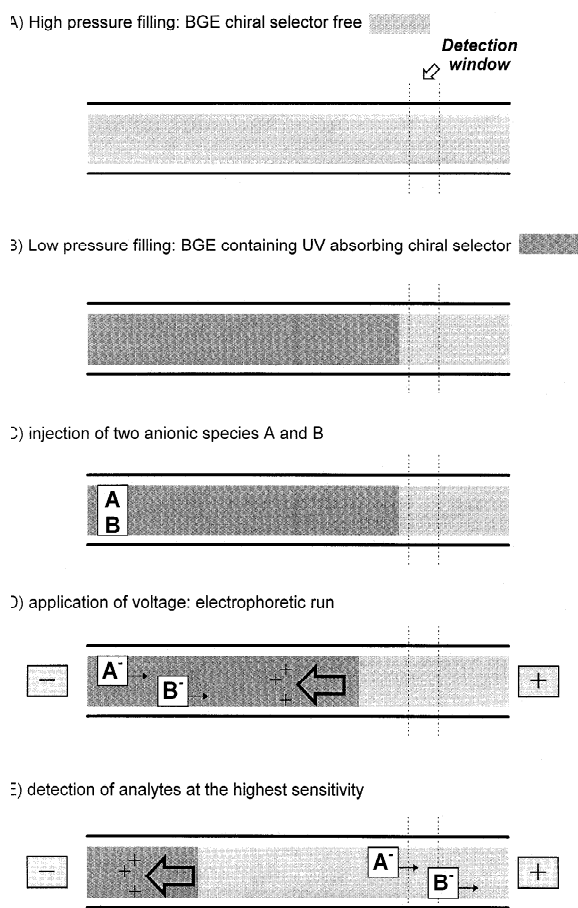 A) High pressure filling: BGE chiral selector free
Detection
window
B) Low pressure filling: BGE containing UV absorbing chiral selector
C) injection of two anionic species A and B
A
B
D) application of voltage: electrophoretic run
− A⁻ B⁻ + + + +
E) detection of analytes at the highest sensitivity
− + + + A⁻ B⁻ +